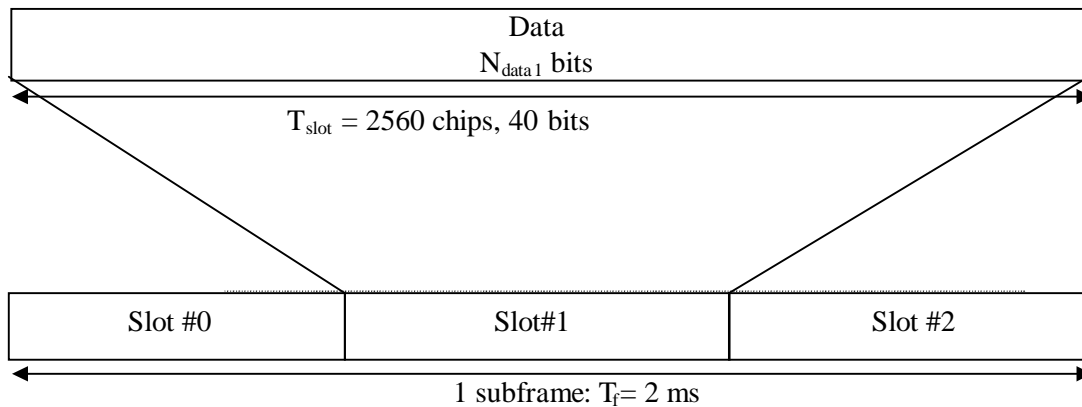 Data
N_data1 bits
T_slot = 2560 chips, 40 bits
Slot #0 Slot#1 Slot #2
1 subframe: T_f= 2 ms